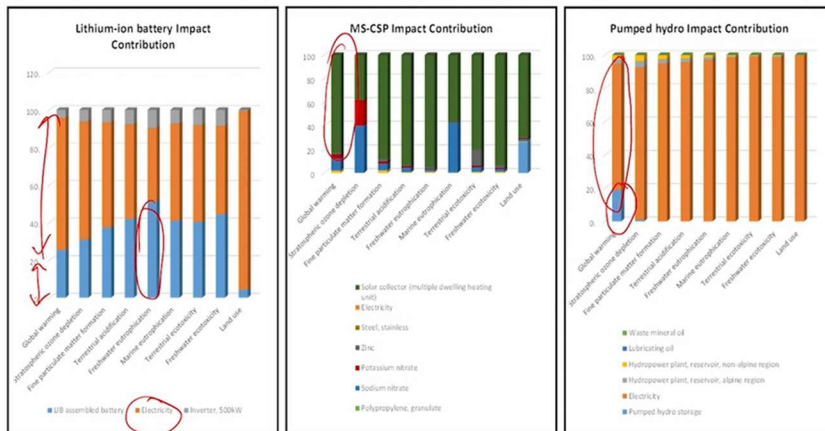 Lithium-ion battery Impact
Contribution
120.
100.
80.
60.
40.
20.
0.
Global warming
Stratospheric ozone depletion
Fine particulate matter formation
Terrestrial acidification
Freshwater eutrophication
Marine eutrophication
Terrestrial ecotoxicity
Freshwater ecotoxicity
Land use
LIB assembled battery
Electricity
Inverter, 500kW
MS-CSP Impact Contribution
100
80
60
40
20
0
Global warming
Stratospheric ozone depletion
Fine particulate matter formation
Terrestrial acidification
Freshwater eutrophication
Marine eutrophication
Terrestrial ecotoxicity
Freshwater ecotoxicity
Land use
Solar collector (multiple dwelling heating
unit)
Electricity
Steel, stainless
Zinc
Potassium nitrate
Sodium nitrate
Polypropylene, granulate
Pumped hydro Impact Contribution
100.
80.
60.
40.
20.
0.
Global warming
Stratospheric ozone depletion
Fine particulate matter formation
Terrestrial acidification
Freshwater eutrophication
Marine eutrophication
Terrestrial ecotoxicity
Freshwater ecotoxicity
Land use
Waste mineral oil
Lubricating oil
Hydropower plant, reservoir, non-alpine region
Hydropower plant, reservoir, alpine region
Electricity
Pumped hydro storage